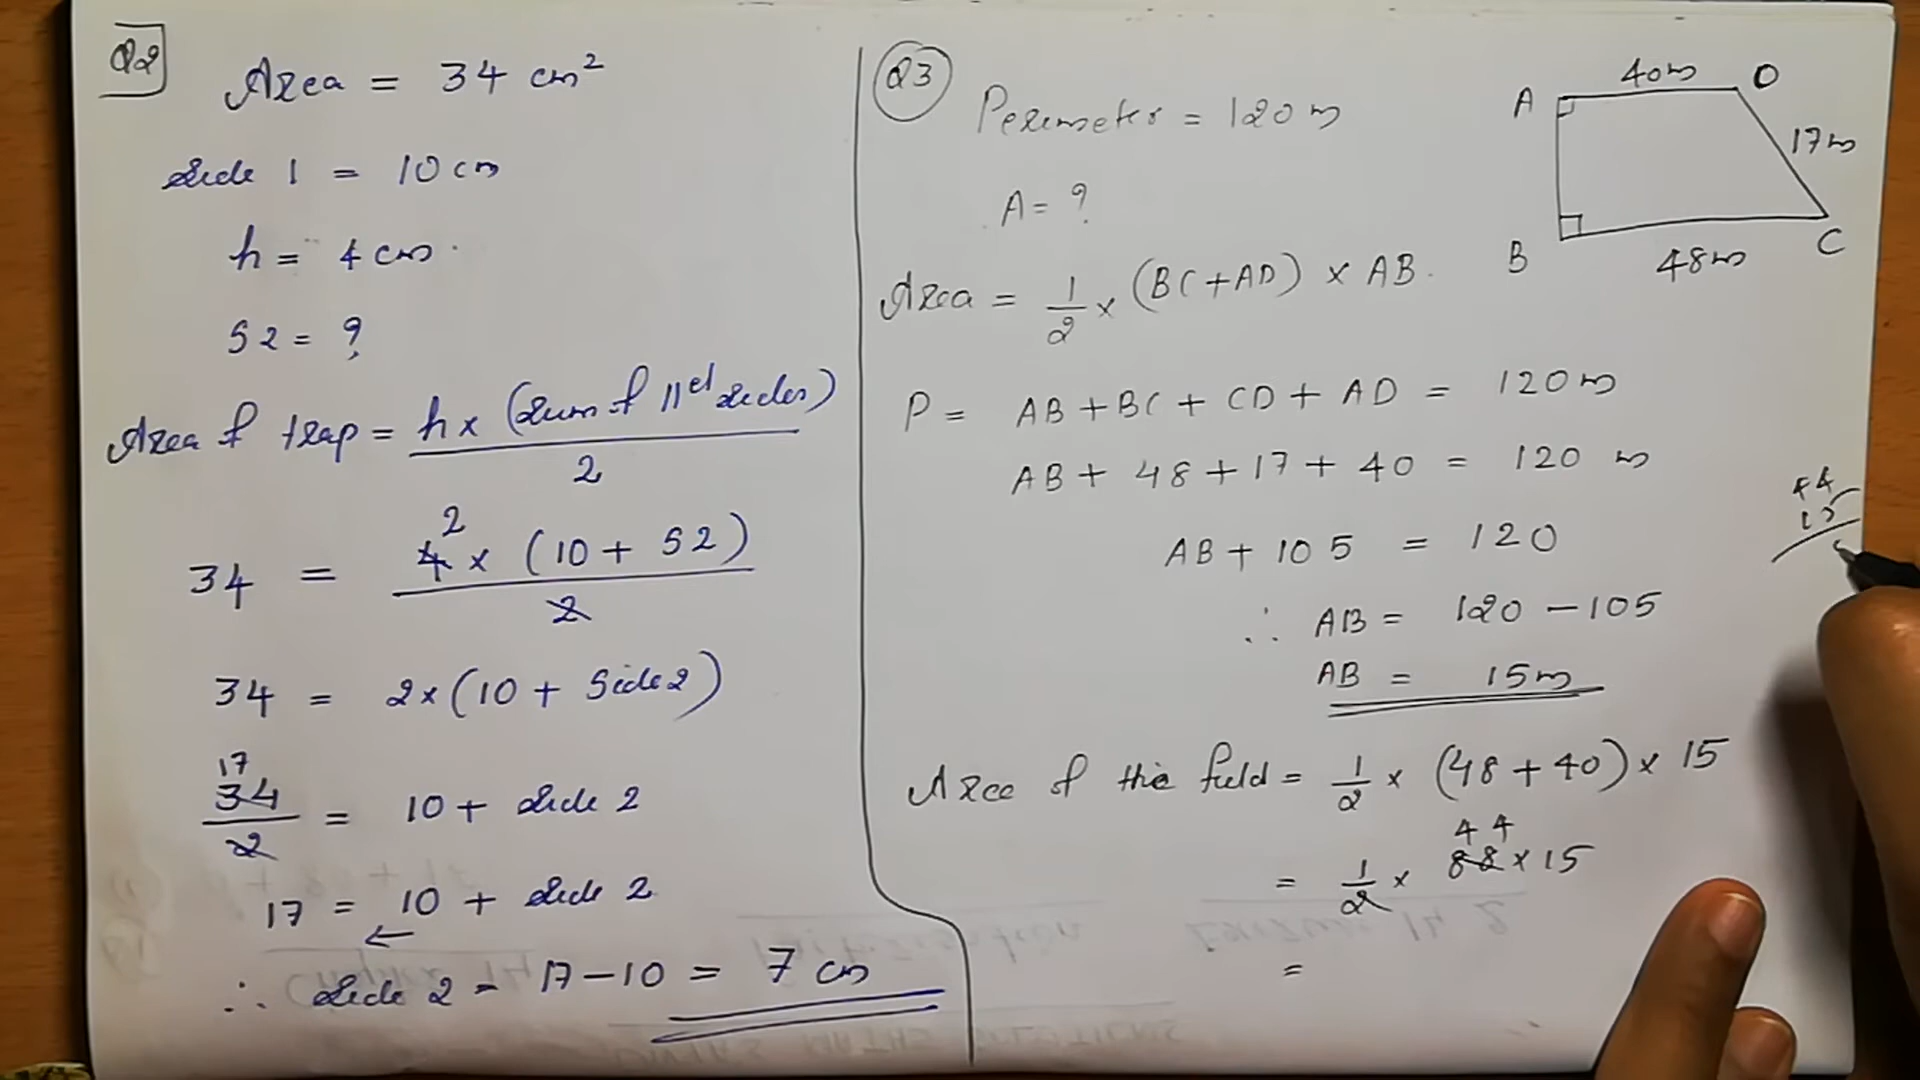 Q2
Area = 34 cm²
Side 1 = 10 cm
h = 4 cm.
S2 = ?
Area of trap = h × (Sum of ||el sides)
2
2
34 = 4 × (10 + S2)
2
34 = 2 × (10 + Side 2)
17
34
2 = 10 + Side 2
17 = 10 + Side 2
←
∴ Side 2 = 17 – 10 = 7 cm
Q3
Perimeter = 120 m
A = ?
Area = 1/2 × (BC + AD) × AB.
P = AB + BC + CD + AD = 120 m
AB + 48 + 17 + 40 = 120 m
AB + 105 = 120
∴ AB = 120 – 105
AB = 15 m
Area of the field = 1/2 × (48 + 40) × 15
44
= 1/2 × 88 × 15
=
40 m
A
D
17 m
B
C
48 m
44